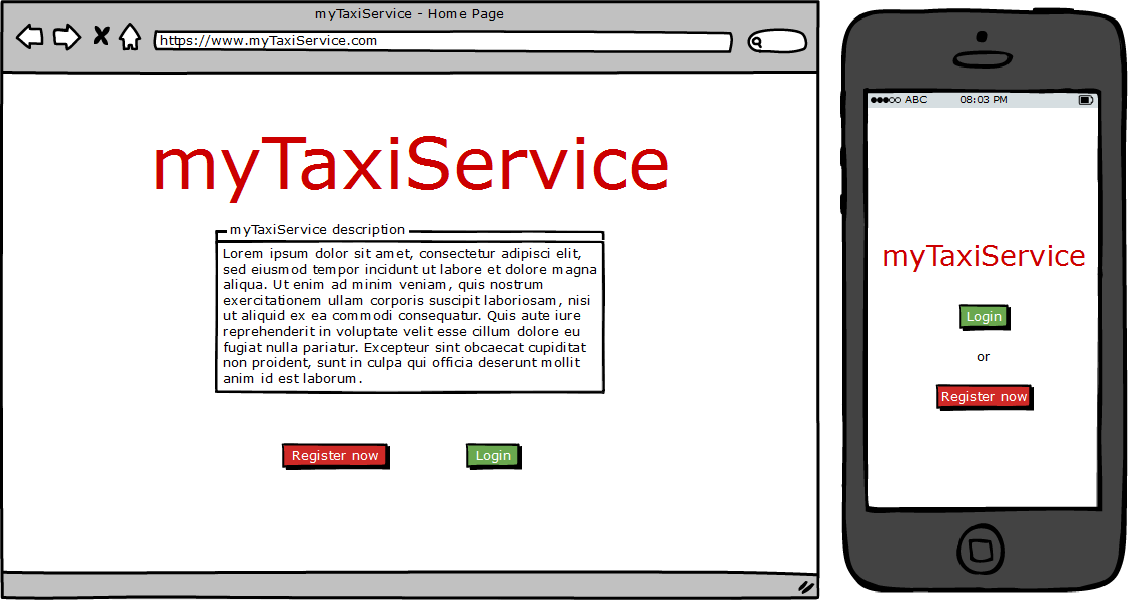 myTaxiService - Home Page
https://www.myTaxiService.com
myTaxiService
myTaxiService description
Lorem ipsum dolor sit amet, consectetur adipisci elit,
sed eiusmod tempor incidunt ut labore et dolore magna
aliqua. Ut enim ad minim veniam, quis nostrum
exercitationem ullam corporis suscipit laboriosam, nisi
ut aliquid ex ea commodi consequatur. Quis aute iure
reprehenderit in voluptate velit esse cillum dolore eu
fugiat nulla pariatur. Excepteur sint obcaecat cupiditat
non proident, sunt in culpa qui officia deserunt mollit
anim id est laborum.
Register now Login
ABC 08:03 PM
myTaxiService
Login
or
Register now